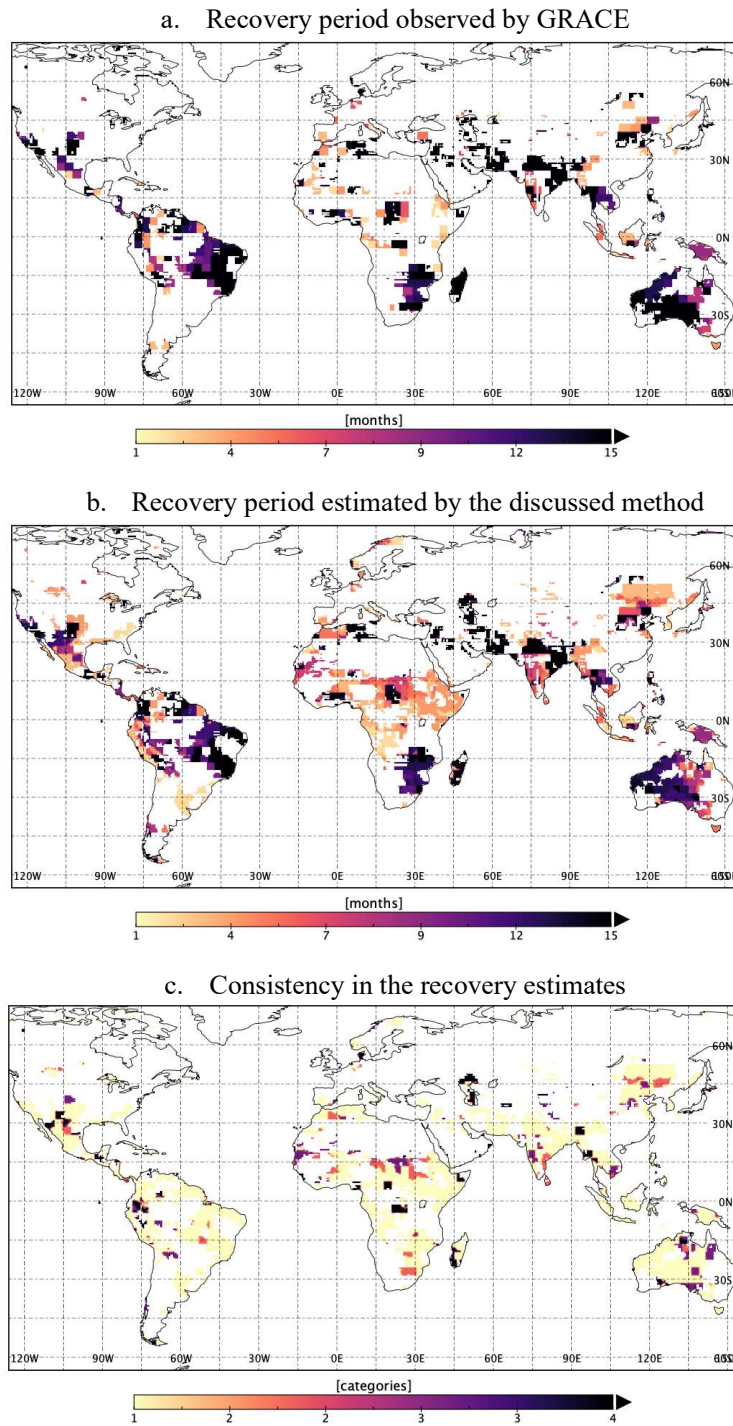 a. Recovery period observed by GRACE
60N
30N
0N
30S
120W 90W 60W 30W 0E 30E 60E 90E 120E 60S
[months]
1 4 7 9 12 15
b. Recovery period estimated by the discussed method
60N
30N
0N
30S
120W 90W 60W 30W 0E 30E 60E 90E 120E
[months]
1 4 7 9 12 15
c. Consistency in the recovery estimates
60N
30N
0N
30S
120W 90W 60W 30W 0E 30E 60E 90E 120E
[categories]
1 2 2 3 3 4